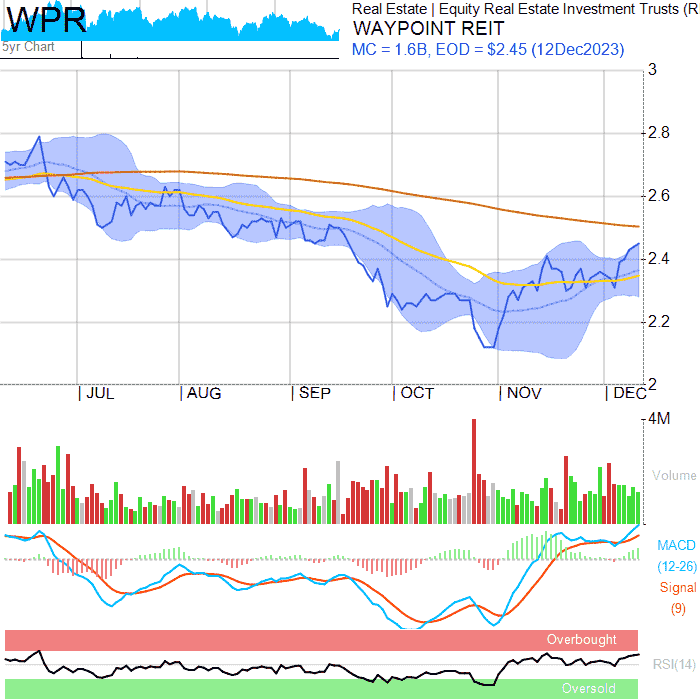 WPR
5yr Chart
Real Estate | Equity Real Estate Investment Trusts (R
WAYPOINT REIT
MC = 1.6B, EOD = $2.45 (12Dec2023)
3
2.8
2.6
2.4
2.2
2
JUL AUG SEP OCT NOV DEC
4M
Volume
MACD
(12-26)
Signal
(9)
Overbought
RSI(14)
Oversold